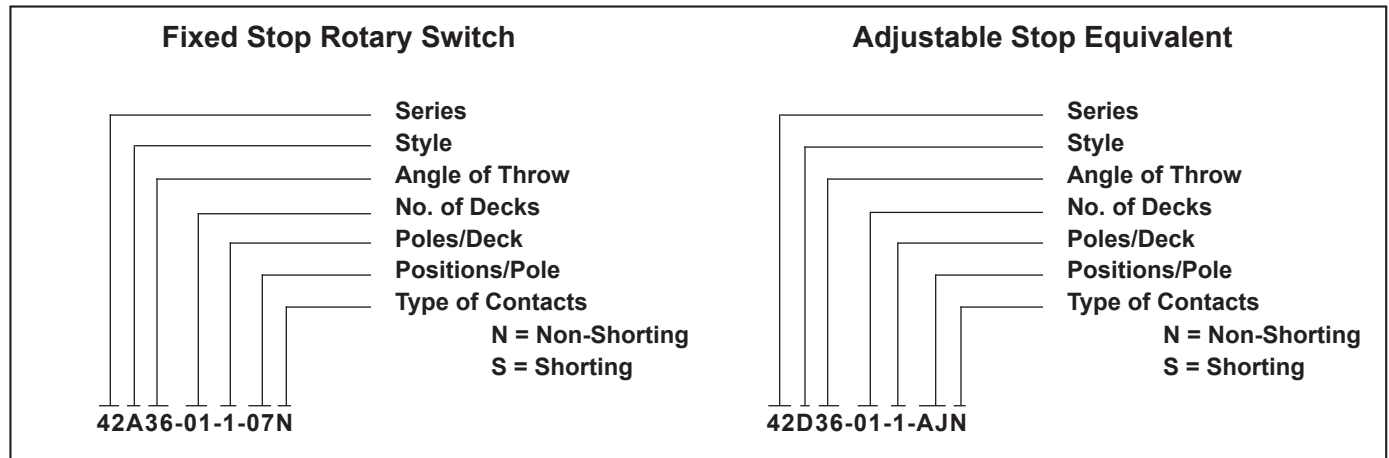 Fixed Stop Rotary Switch
Series
Style
Angle of Throw
No. of Decks
Poles/Deck
Positions/Pole
Type of Contacts
N = Non-Shorting
S = Shorting
42A36-01-1-07N
Adjustable Stop Equivalent
Series
Style
Angle of Throw
No. of Decks
Poles/Deck
Positions/Pole
Type of Contacts
N = Non-Shorting
S = Shorting
42D36-01-1-AJN